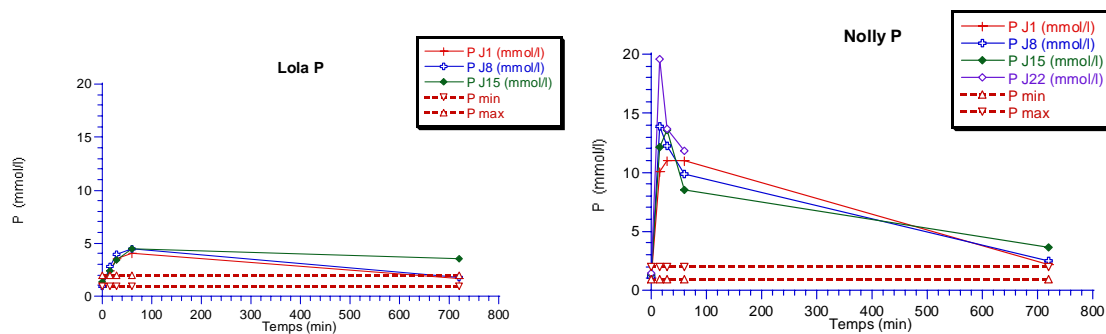 Lola P
P J1 (mmol/l)
P J8 (mmol/l)
P J15 (mmol/l)
P min
P max
20
15
10
5
0
P (mmol/l)
0 100 200 300 400 500 600 700 800
Temps (min)
Nolly P
P J1 (mmol/l)
P J8 (mmol/l)
P J15 (mmol/l)
P J22 (mmol/l)
P min
P max
20
15
10
5
0
P (mmol/l)
0 100 200 300 400 500 600 700 800
Temps (min)